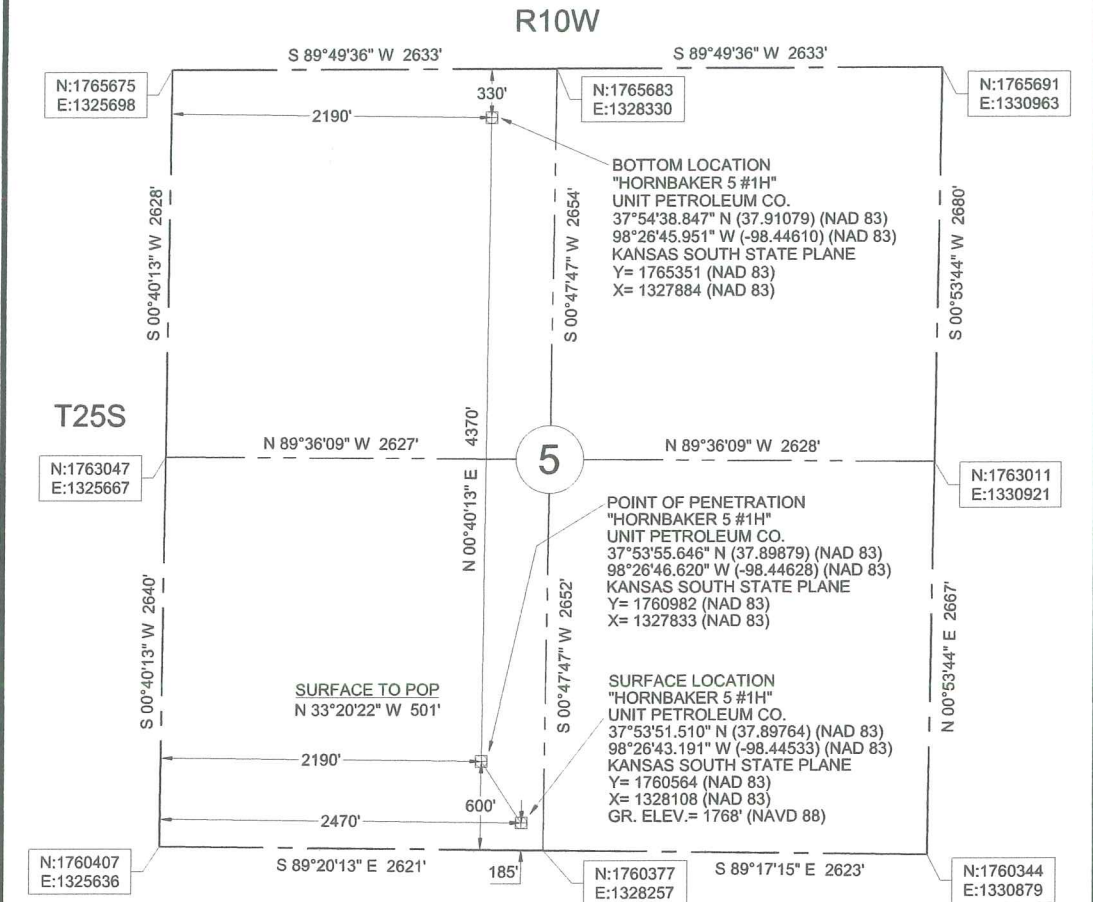 R10W
S 89°49'36" W 2633'
S 89°49'36" W 2633'
N:1765675
E:1325698
N:1765683
E:1328330
N:1765691
E:1330963
330'
2190'
BOTTOM LOCATION
"HORNBAKER 5 #1H"
UNIT PETROLEUM CO.
37°54'38.847" N (37.91079) (NAD 83)
98°26'45.951" W (-98.44610) (NAD 83)
KANSAS SOUTH STATE PLANE
Y= 1765351 (NAD 83)
X= 1327884 (NAD 83)
S 00°40'13" W 2628'
S 00°47'47" W 2654'
S 00°53'44" W 2680'
T25S
N 89°36'09" W 2627'
N 00°40'13" E 4370'
5
N 89°36'09" W 2628'
N:1763047
E:1325667
N:1763011
E:1330921
POINT OF PENETRATION
"HORNBAKER 5 #1H"
UNIT PETROLEUM CO.
37°53'55.646" N (37.89879) (NAD 83)
98°26'46.620" W (-98.44628) (NAD 83)
KANSAS SOUTH STATE PLANE
Y= 1760982 (NAD 83)
X= 1327833 (NAD 83)
S 00°40'13" W 2640'
S 00°47'47" W 2652'
N 00°53'44" E 2667'
SURFACE TO POP
N 33°20'22" W 501'
SURFACE LOCATION
"HORNBAKER 5 #1H"
UNIT PETROLEUM CO.
37°53'51.510" N (37.89764) (NAD 83)
98°26'43.191" W (-98.44533) (NAD 83)
KANSAS SOUTH STATE PLANE
Y= 1760564 (NAD 83)
X= 1328108 (NAD 83)
GR. ELEV.= 1768' (NAVD 88)
2190'
600'
2470'
N:1760407
E:1325636
S 89°20'13" E 2621'
185'
N:1760377
E:1328257
S 89°17'15" E 2623'
N:1760344
E:1330879